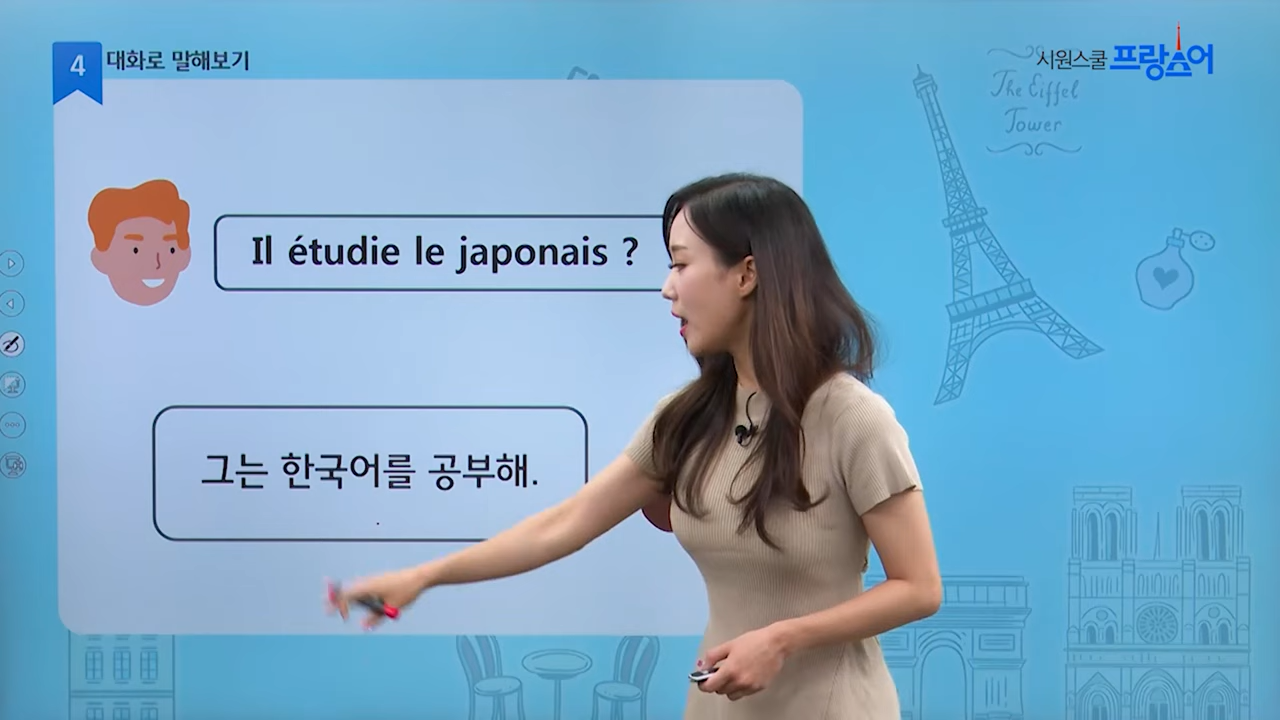 4 대화로 말해보기
시원스쿨 프랑스어
The Eiffel
Tower
Il étudie le japonais ?
그는 한국어를 공부해.